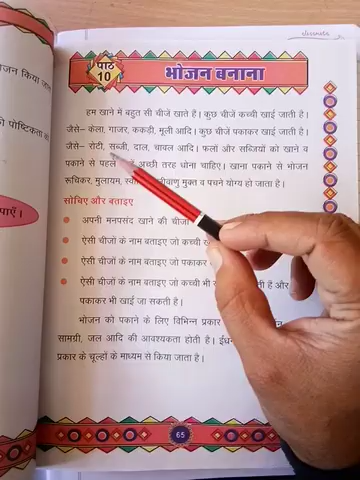 जन किया जाता
पोष्टिकता को
पाएँ।
पाठ
10
भोजन बनाना
हम खाने में बहुत सी चीजें खाते है। कुछ चीजें कच्ची खाई जाती है।
जैसे– केला, गाजर, ककड़ी, मूली आदि। कुछ चीजें पकाकर खाई जाती है।
जैसे– रोटी, सब्जी, दाल, चावल आदि। फलों और सब्जियों को खाने व
पकाने से पहले अच्छी तरह धोना चाहिए। खाना पकाने से भोजन
रूचिकर, मुलायम, मुक्त व पचने योग्य हो जाता है।
सोचिए और बताइए
अपनी मनपसंद खाने की चीजों
ऐसी चीजों के नाम बताइए जो कच्ची
ऐसी चीजों के नाम बताइए जो पकाकर
ऐसी चीजों के नाम बताइए जो कच्ची भी हैं और
पकाकर भी खाई जा सकती है।
भोजन को पकाने के लिए विभिन्न प्रकार
सामग्री, जल आदि की आवश्यकता होती है।
प्रकार के चूल्हों के माध्यम से किया जाता है।
65